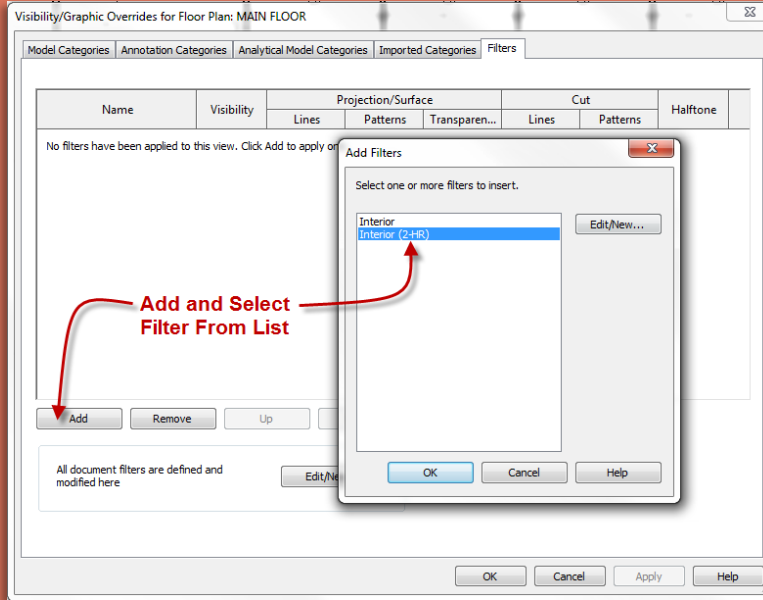 Visibility/Graphic Overrides for Floor Plan: MAIN FLOOR
Model Categories Annotation Categories Analytical Model Categories Imported Categories Filters
Name Visibility Projection/Surface Cut Halftone
Lines Patterns Transparen... Lines Patterns
No filters have been applied to this view. Click Add to apply
Add Filters
Select one or more filters to insert.
Interior
Interior (2-HR)
Edit/New...
Add and Select
Filter From List
Add Remove Up
All document filters are defined and
modified here
Edit/Ne
OK Cancel Help
OK Cancel Apply Help